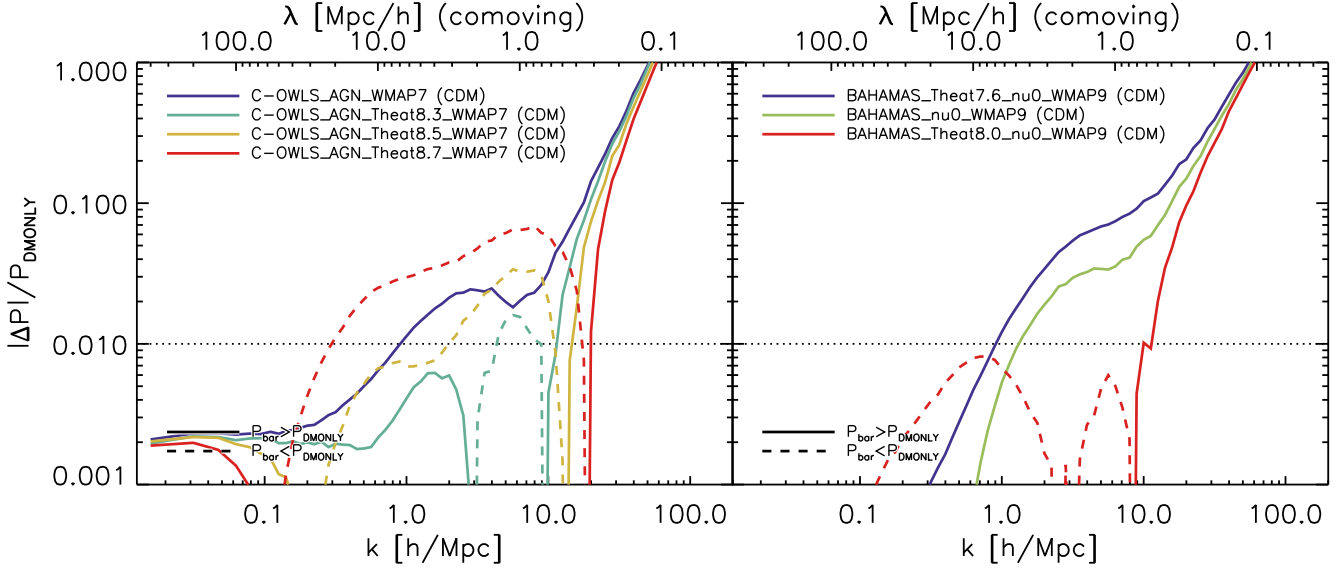 λ [Mpc/h] (comoving)
100.0 10.0 1.0 0.1
1.000
0.100
0.010
0.001
|ΔP|/P_DMONLY
C-OWLS_AGN_WMAP7 (CDM)
C-OWLS_AGN_Theat8.3_WMAP7 (CDM)
C-OWLS_AGN_Theat8.5_WMAP7 (CDM)
C-OWLS_AGN_Theat8.7_WMAP7 (CDM)
P_bar>P_DMONLY
P_bar<P_DMONLY
0.1 1.0 10.0 100.0
k [h/Mpc]
λ [Mpc/h] (comoving)
100.0 10.0 1.0 0.1
BAHAMAS_Theat7.6_nu0_WMAP9 (CDM)
BAHAMAS_nu0_WMAP9 (CDM)
BAHAMAS_Theat8.0_nu0_WMAP9 (CDM)
P_bar>P_DMONLY
P_bar<P_DMONLY
0.1 1.0 10.0 100.0
k [h/Mpc]